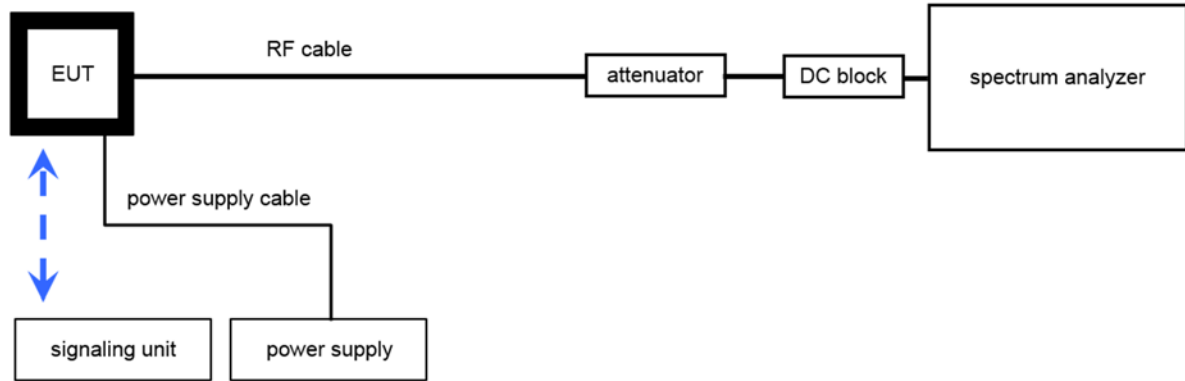 EUT
RF cable
attenuator
DC block
spectrum analyzer
power supply cable
signaling unit
power supply